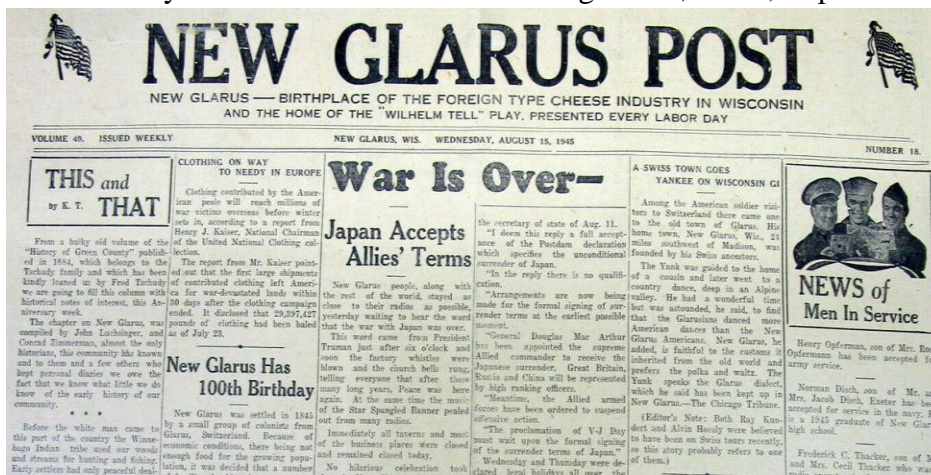 NEW GLARUS POST
NEW GLARUS — BIRTHPLACE OF THE FOREIGN TYPE CHEESE INDUSTRY IN WISCONSIN
AND THE HOME OF THE "WILHELM TELL" PLAY, PRESENTED EVERY LABOR DAY
VOLUME 49. ISSUED WEEKLY
NEW GLARUS, WIS. WEDNESDAY, AUGUST 15, 1945
NUMBER 18.
THIS and
by K. T. THAT
From a bulky old volume of the
"History of Green County" publish-
ed in 1884, which belongs to the
Tschudy family and which has been
kindly loaned us by Fred Tschudy
we are going to fill this column with
historical notes of interest, this An-
niversary week.
The chapter on New Glarus, was
compiled by John Luchsinger, and
Conrad Zimmerman, almost the only
historians, this community has known
and to them and a few others who
kept personal diaries we owe the
fact that we know what little we do
know of the early history of our
community.
* * *
Before the white man came to
this part of the country the Winne-
bago Indian tribe used our woods
and streams for hunting and fishing.
Early settlers had only peaceful deal-
CLOTHING ON WAY
TO NEEDY IN EUROPE
Clothing contributed by the Amer-
ican peole will reach millions of
war victims overseas before winter
sets in, according to a report from
Henry J. Kaiser, National Chairman
of the United National Clothing col-
lection.
The report from Mr. Kaiser point-
ed out that the first large shipments
of contributed clothing left Ameri-
ca for war-devastated lands within
30 days after the clothing campaign
ended. It disclosed that 29,397,427
pounds of clothing had been baled
as of July 23.
New Glarus Has
100th Birthday
New Glarus was settled in 1845
by a small group of colonists from
Glarus, Switzerland. Because of
economic conditions, there being not
enough food for the growing popu-
lation, it was decided that a number
War Is Over—
Japan Accepts
Allies' Terms
New Glarus people, along with
the rest of the world, stayed as
close to their radios as possible,
yesterday waiting to hear the word
that the war with Japan was over.
This word came from President
Truman just after six o'clock and
soon the factory whistles were
blown and the church bells rung,
telling everyone that after these
many long years, Peace was here
again. At the same time the music
of the Star Spangled Banner pealed
out from many radios.
Immediately all taverns and most
of the business places were closed
and remained closed today.
No hilarious celebration took
the secretary of state of Aug. 11.
"I deem this reply a full accept-
ance of the Postdam declaration
which specifies the unconditional
surrender of Japan.
"In the reply there is no qualifi-
cation.
"Arrangements are now being
made for the formal signing of sur-
render terms at the earliest possible
moment.
"General Douglas Mac Arthur
has been appointed the supreme
Allied commander to receive the
Japanese surrender. Great Britain,
Russia and China will be represented
by high ranking officers.
"Meantime, the Allied armed
forces have been ordered to suspend
offensive action.
"The proclamation of V-J Day
must wait upon the formal signing
of the surrender terms of Japan."
Wednesday and Thursday were de-
clared legal holidays all over the
A SWISS TOWN GOES
YANKEE ON WISCONSIN GI
Among the American soldier visi-
tors to Switzerland there came one
to the old town of Glarus. His
home town, New Glarus, Wis., 24
miles southwest of Madison, was
founded by his Swiss ancestors.
The Yank was guided to the home
of a cousin and later went to a
country dance, deep in an Alpine
valley. He had a wonderful time
but was astounded, he said, to find
that the Glarusians danced more
American dances than the New
Glarus Americans. New Glarus, he
added, is faithful to the customs it
inherited from the old world and
prefers the polka and waltz. The
Yank speaks the Glarus dialect,
which he said has been kept up in
New Glarus.—The Chicago Tribune.
(Editor's Note: Both Ray Kun-
dert and Alvin Hoesly were believed
to have been on Swiss tours recently,
so this story probably refers to one
of them.)
NEWS of
Men In Service
Henry Opferman, son of Mrs.
Opfermann has been accepted for
army service.
Norman Disch, son of Mr.
Mrs. Jacob Disch, Exeter has been
accepted for service in the navy.
is a 1945 graduate of New Glarus
high school.
Frederick C. Thacker, son of
and Mrs. Thacker who was